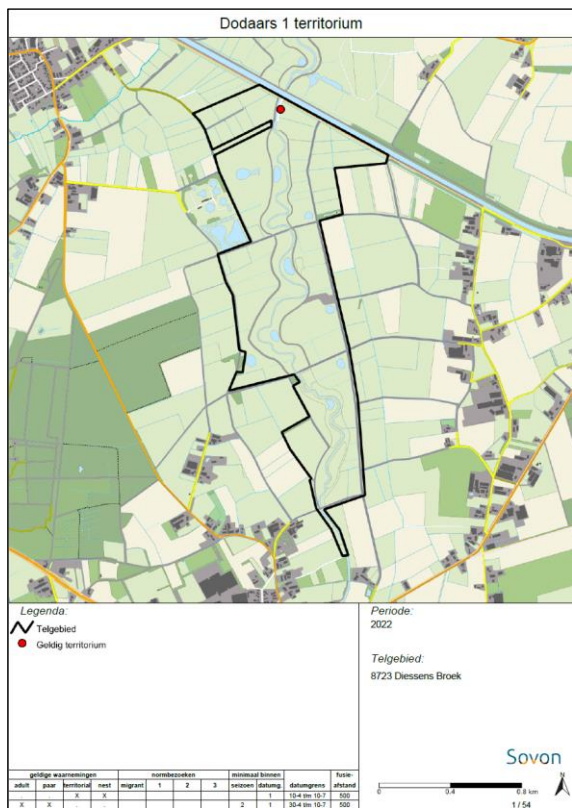 Dodaars 1 territorium
Legenda:
Telgebied
Geldig territorium
Periode:
2022
Telgebied:
8723 Diessens Broek
Sovon
0 0.4 0.8 km
1 / 54
geldige waarnemingen normbezoeken minimaal binnen fusie-
adult paar territorial nest migrant 1 2 3 seizoen datumg. datumgrens afstand
. . X X 1 10-4 t/m 10-7 500
X X . . 2 1 30-4 t/m 10-7 500